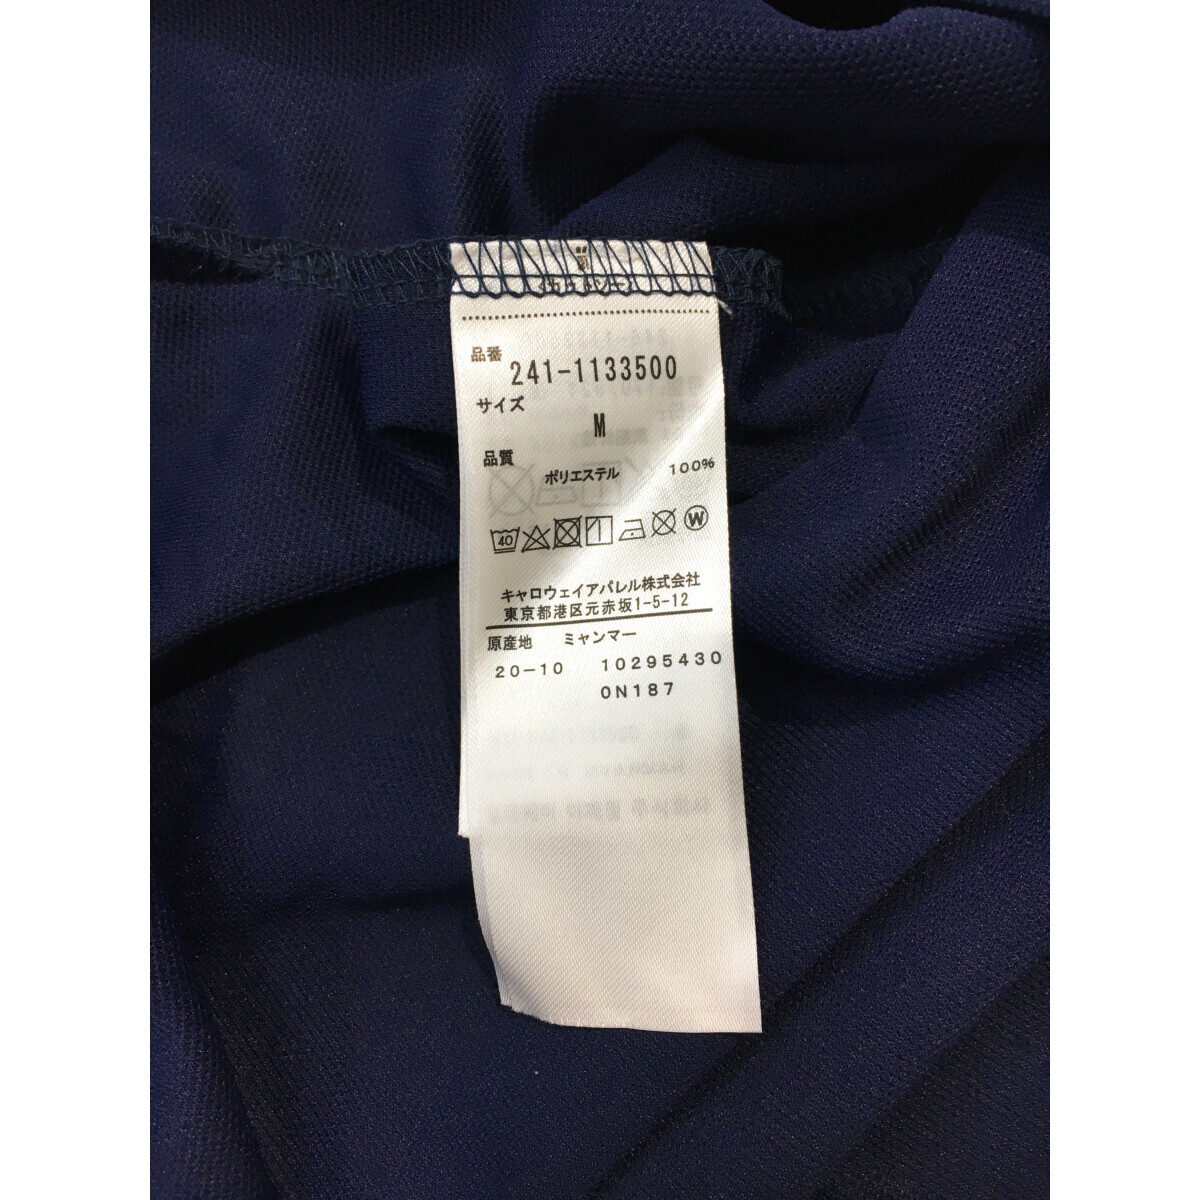 品番
241-1133500
サイズ
M
品質
ポリエステル 100%
40
W
キャロウェイアパレル株式会社
東京都港区元赤坂1-5-12
原産地 ミャンマー
20-10 10295430
0N187